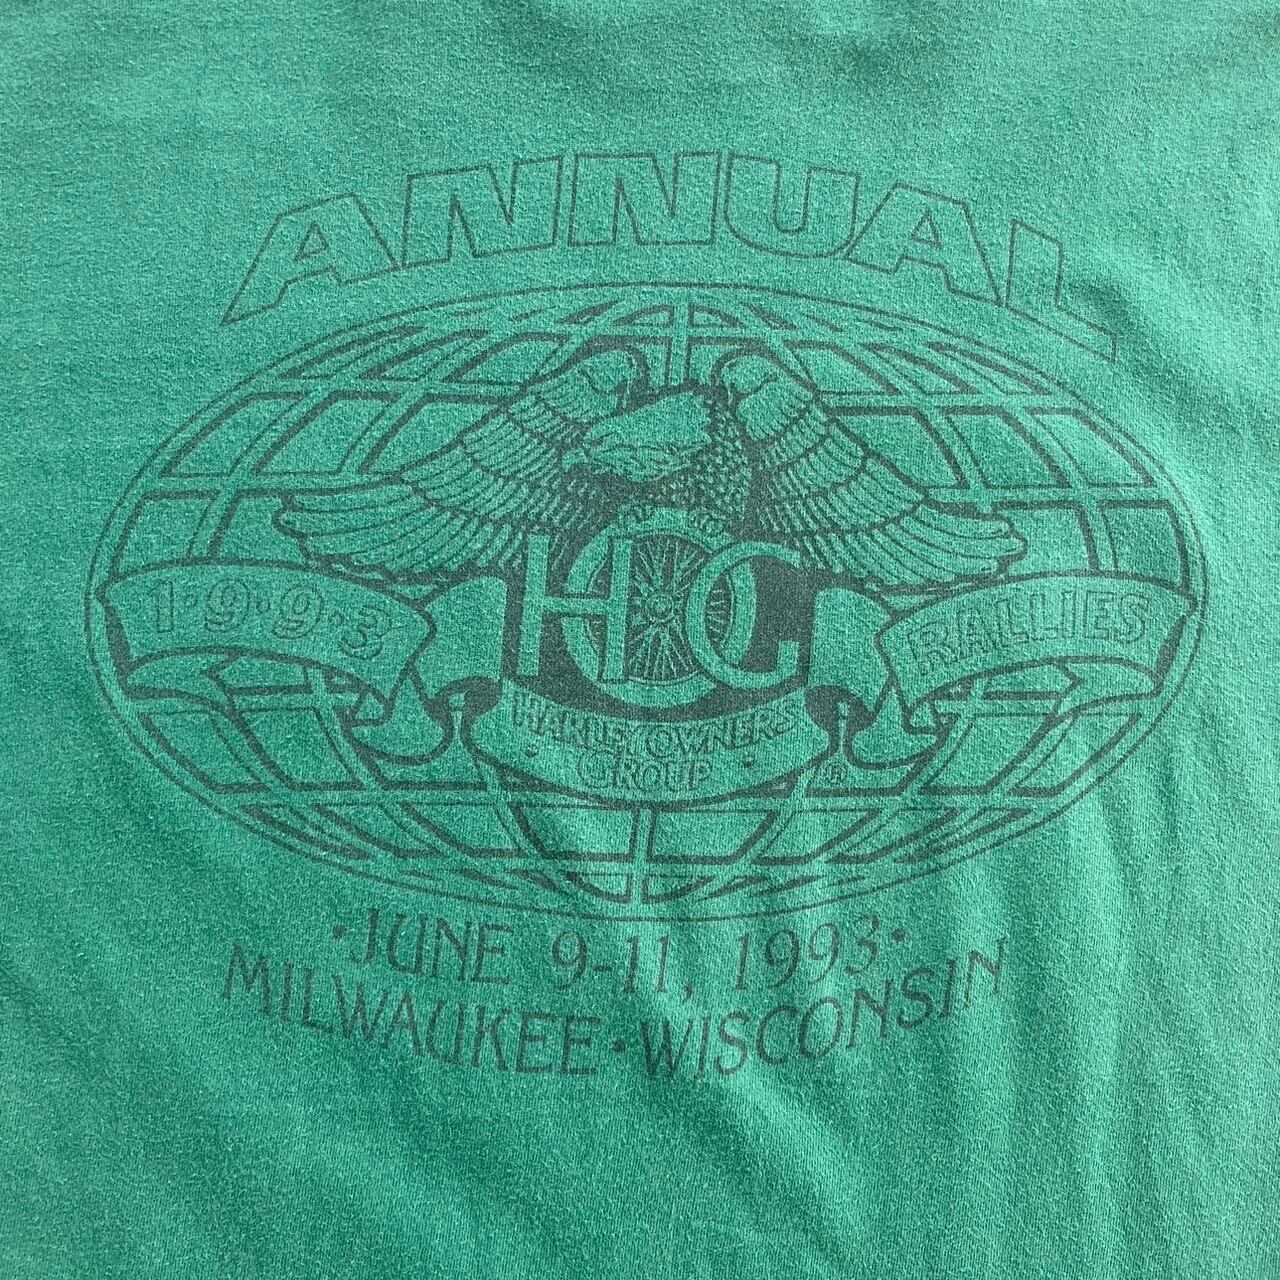 ANNUAL
1·9·9·3
RALLIES
HOG
HARLEY OWNERS
· GROUP ·
®
·JUNE 9-11, 1993·
MILWAUKEE·WISCONSIN